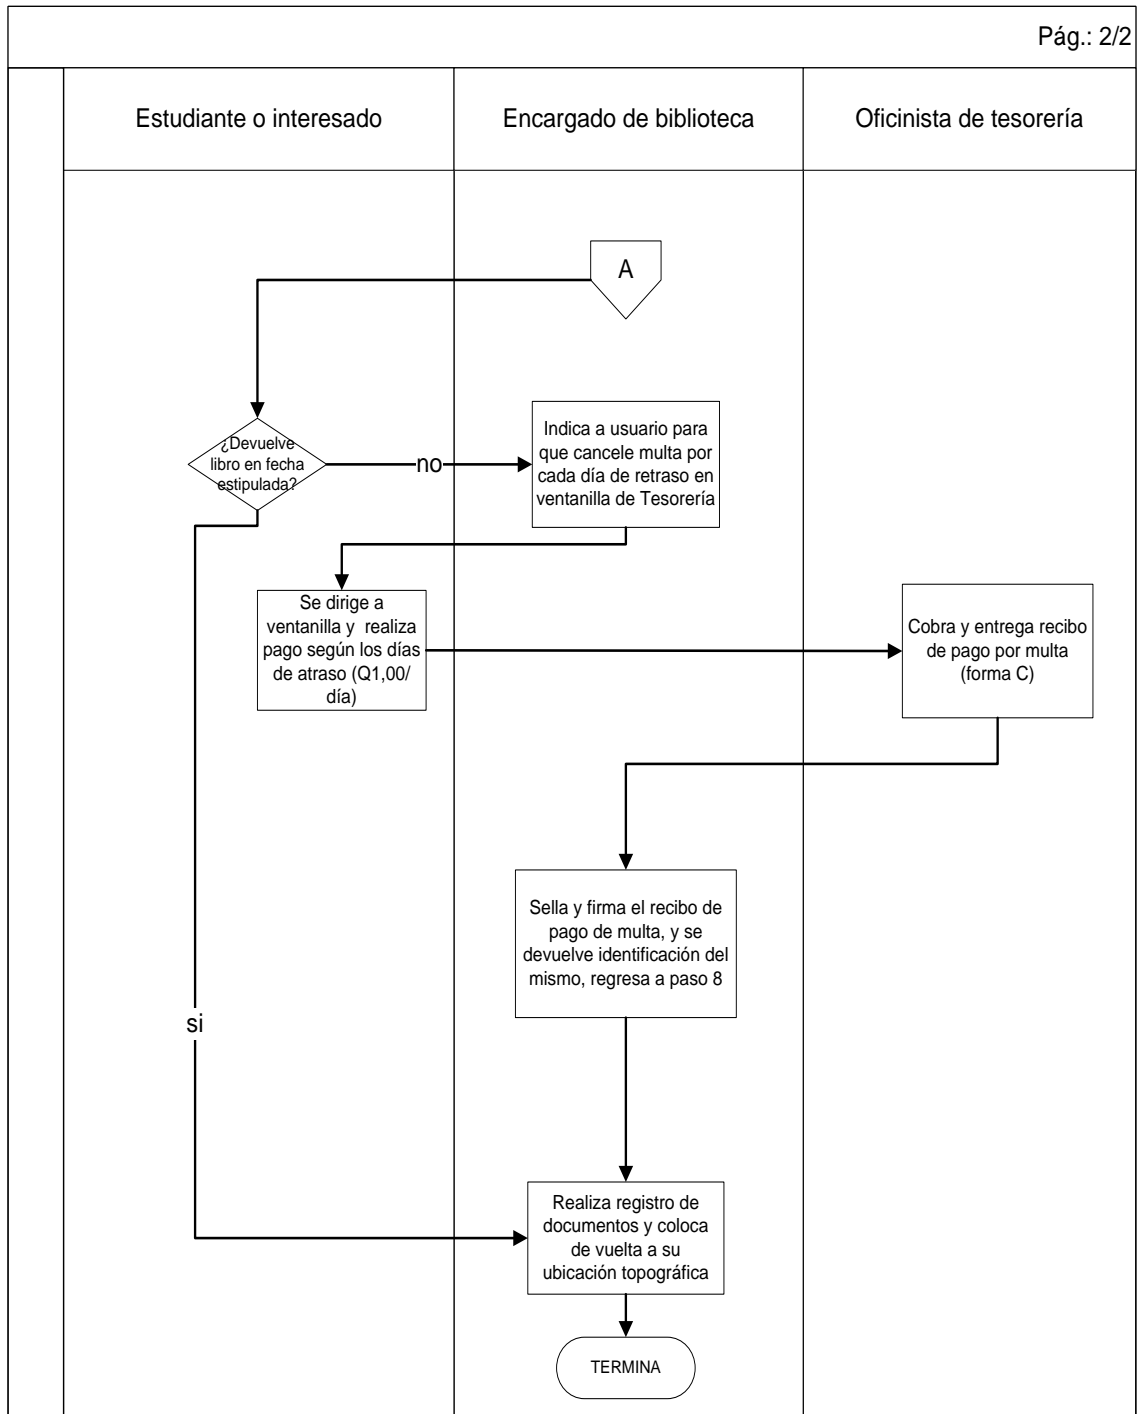 Pág.: 2/2
Estudiante o interesado
Encargado de biblioteca
Oficinista de tesorería
A
¿Devuelve
libro en fecha
estipulada?
no
Indica a usuario para
que cancele multa por
cada día de retraso en
ventanilla de Tesorería
Se dirige a
ventanilla y realiza
pago según los días
de atraso (Q1,00/
día)
Cobra y entrega recibo
de pago por multa
(forma C)
Sella y firma el recibo de
pago de multa, y se
devuelve identificación del
mismo, regresa a paso 8
si
Realiza registro de
documentos y coloca
de vuelta a su
ubicación topográfica
TERMINA